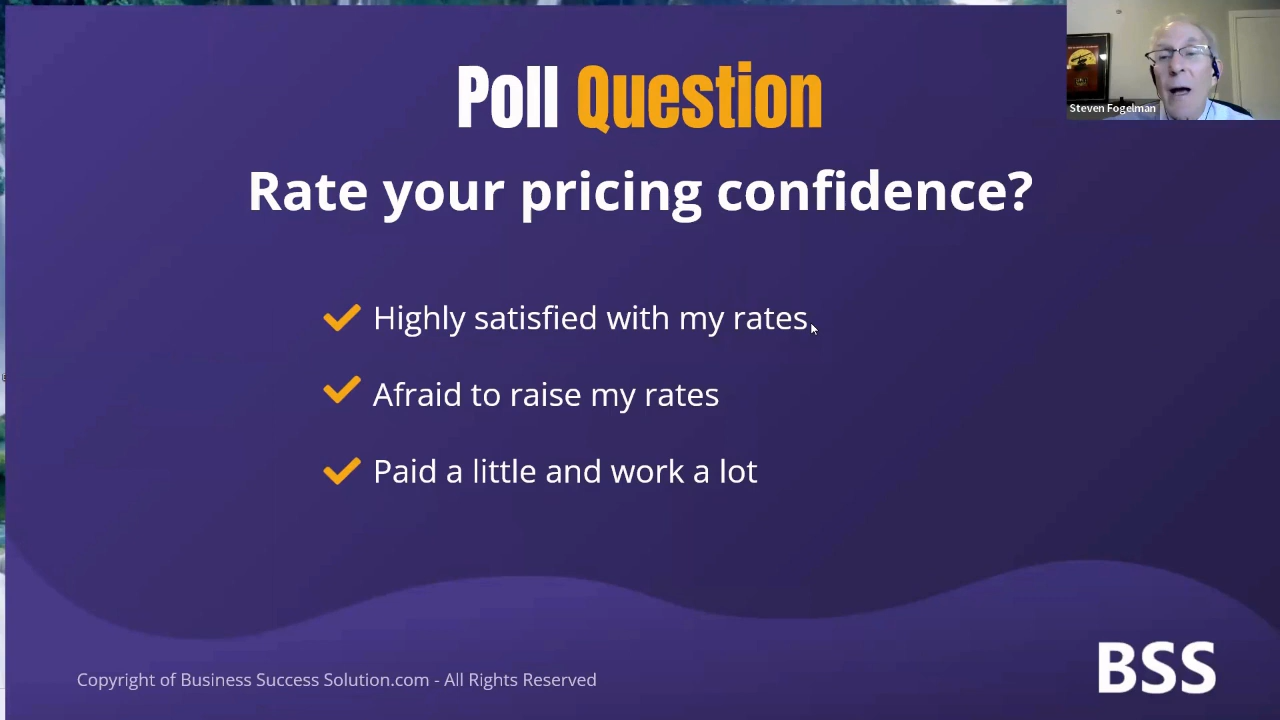 Poll Question
Steven Fogelman
Rate your pricing confidence?
Highly satisfied with my rates
Afraid to raise my rates
Paid a little and work a lot
Copyright of Business Success Solution.com - All Rights Reserved
BSS